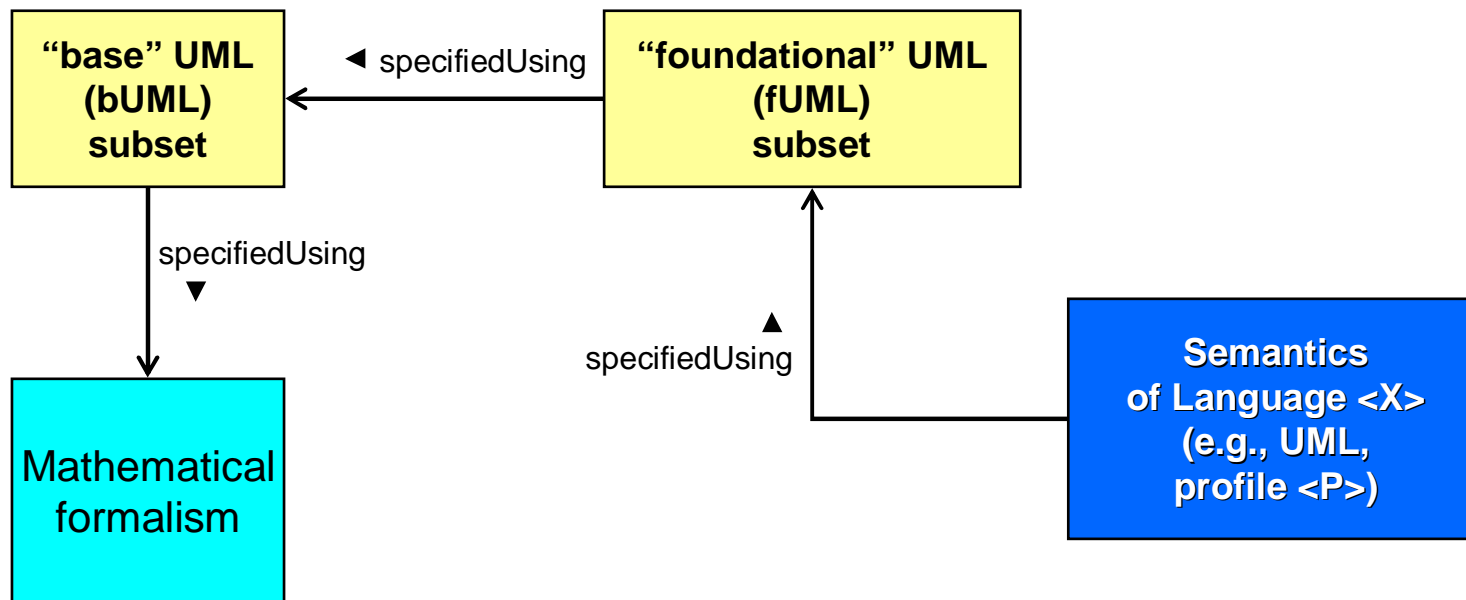 “base” UML
(bUML)
subset
◄ specifiedUsing
“foundational” UML
(fUML)
subset
specifiedUsing
▼
▲
specifiedUsing
Semantics
of Language <X>
(e.g., UML,
profile <P>)
Mathematical
formalism